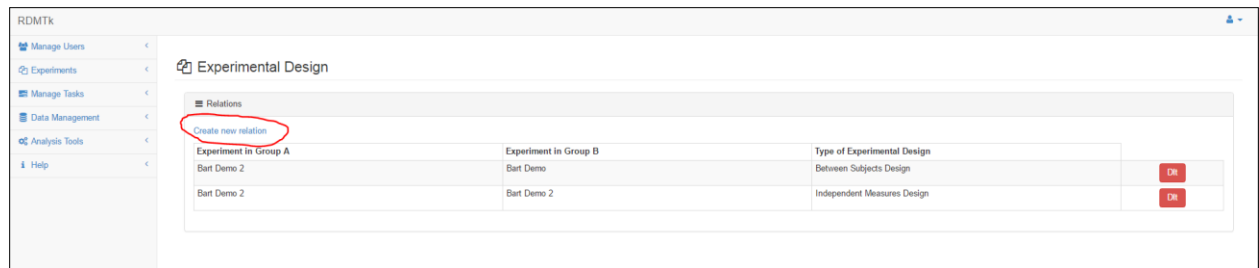 RDMTk
Manage Users
Experiments
Manage Tasks
Data Management
Analysis Tools
Help
Experimental Design
Relations
Create new relation
Experiment in Group A Experiment in Group B Type of Experimental Design
Bart Demo 2 Bart Demo Between Subjects Design Dlt
Bart Demo 2 Bart Demo 2 Independent Measures Design Dlt